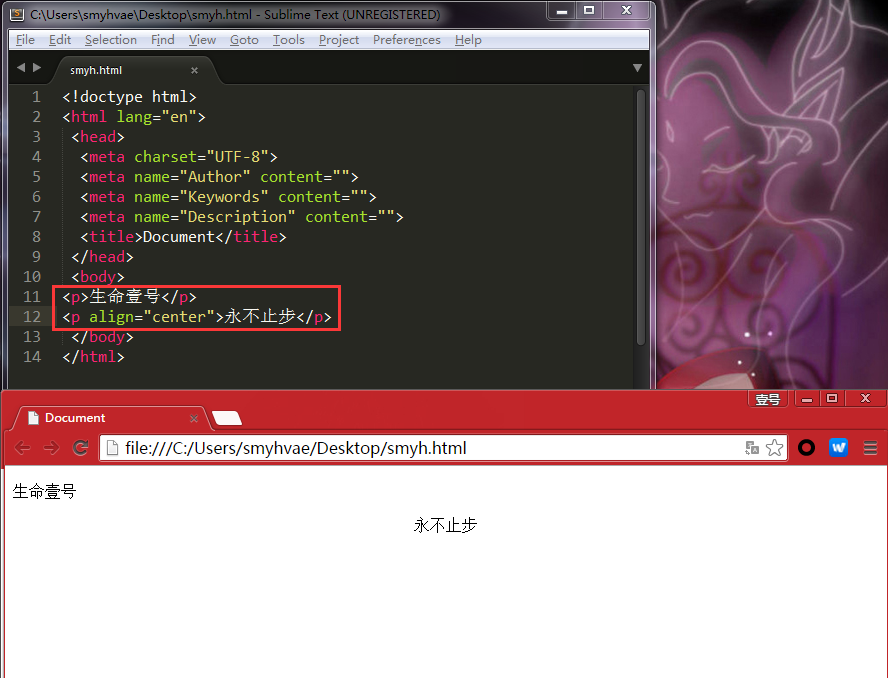 C:\Users\smyhvae\Desktop\smyh.html - Sublime Text (UNREGISTERED)
File Edit Selection Find View Goto Tools Project Preferences Help
smyh.html
1 <!doctype html>
2 <html lang="en">
3 <head>
4 <meta charset="UTF-8">
5 <meta name="Author" content="">
6 <meta name="Keywords" content="">
7 <meta name="Description" content="">
8 <title>Document</title>
9 </head>
10 <body>
11 <p>生命壹号</p>
12 <p align="center">永不止步</p>
13 </body>
14 </html>
壹号
Document
file:///C:/Users/smyhvae/Desktop/smyh.html
生命壹号
永不止步